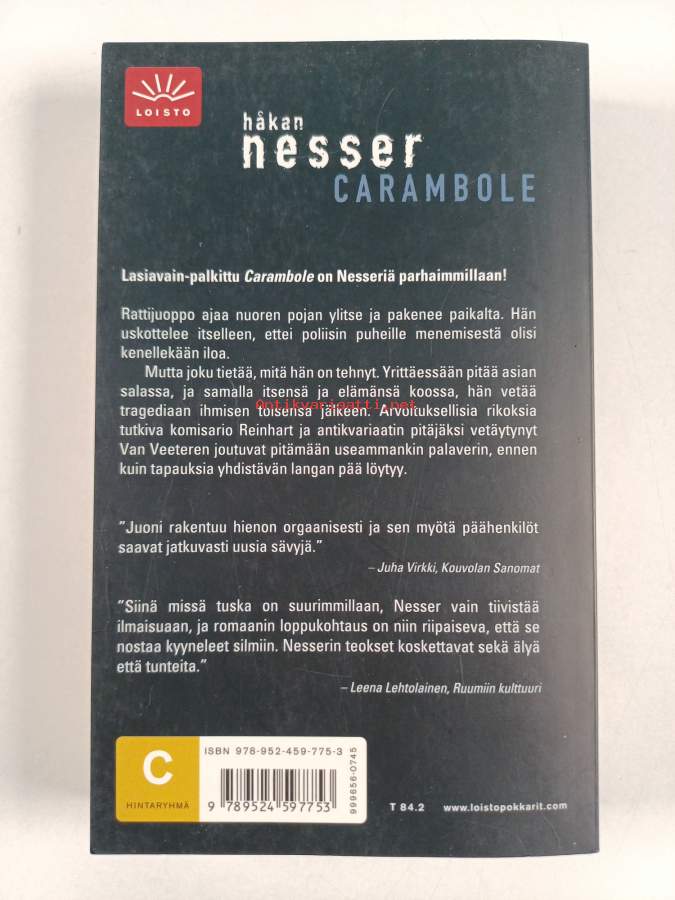 LOISTO
håkan
nesser
CARAMBOLE
Lasiavain-palkittu Carambole on Nesseriä parhaimmillaan!
Rattijuoppo ajaa nuoren pojan ylitse ja pakenee paikalta. Hän
uskottelee itselleen, ettei poliisin puheille menemisestä olisi
kenellekään iloa.
Mutta joku tietää, mitä hän on tehnyt. Yrittäessään pitää asian
salassa, ja samalla itsensä ja elämänsä koossa, hän vetää
Antikvariaatti.net
tragediaan ihmisen toisensa jälkeen. Arvoituksellisia rikoksia
tutkiva komisario Reinhart ja antikvariaatin pitäjäksi vetäytynyt
Van Veeteren joutuvat pitämään useammankin palaverin, ennen
kuin tapauksia yhdistävän langan pää löytyy.
”Juoni rakentuu hienon orgaanisesti ja sen myötä päähenkilöt
saavat jatkuvasti uusia sävyjä.”
– Juha Virkki, Kouvolan Sanomat
”Siinä missä tuska on suurimmillaan, Nesser vain tiivistää
ilmaisuaan, ja romaanin loppukohtaus on niin riipaiseva, että se
nostaa kyyneleet silmiin. Nesserin teokset koskettavat sekä älyä
että tunteita.”
– Leena Lehtolainen, Ruumiin kulttuuri
C
HINTARYHMÄ
ISBN 978-952-459-775-3
9 789524 597753
999656-0745
T 84.2 www.loistopokkarit.com